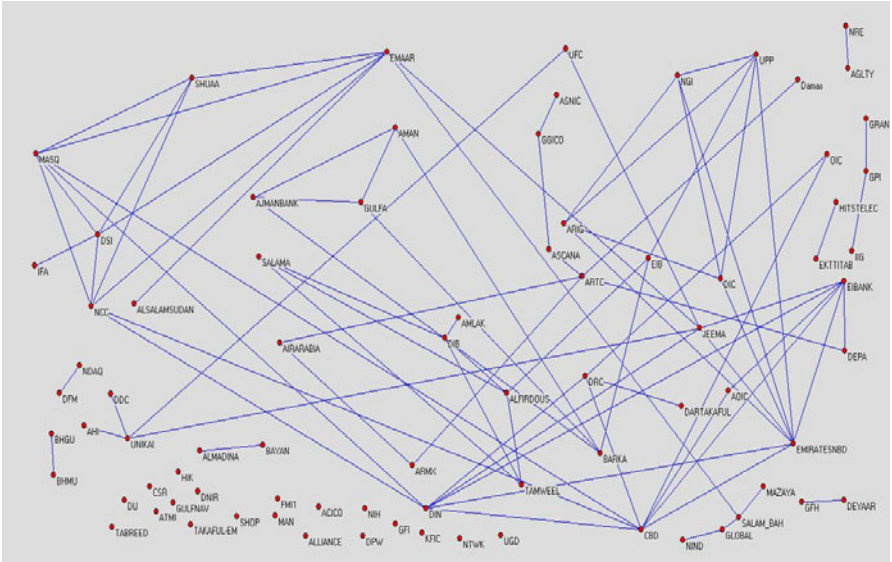 NRE
EMAAR
UFC
UPP
AGLTY
SHUAA
NGI
Damas
ASNIC
GRAN
AMAN
GGICO
MASQ
OIC
GPI
AJMANBANK
GULFA
HITSTELEC
ARIG
DSI
ASCANA
IIG
EKTTITAB
IFA
SALAMA
EIB
ARTC
OIC
EIBANK
NCC
ALSALAMSUDAN
AMLAK
JEEMA
AIRARABIA
DIB
DEPA
NDAQ
DRC
DFM
DDC
ALFIRDOUS
AOIC
DARTAKAFUL
AHI
UNIKAI
BHGU
ALMADINA
BAYAN
EMIRATESNBD
BARKA
ARMX
BHMU
HIK
TAMWEEL
CSR
DNIR
MAZAYA
DU
GULFNAV
FMIT
ACICO
NIH
DIN
GFH
DEYAAR
ATMI
SHOP
MAN
SALAM_BAH
TABREED
TAKAFUL-EM
GFI
KFIC
CBD
GLOBAL
ALLIANCE
DPW
NTWK
UGD
NIND